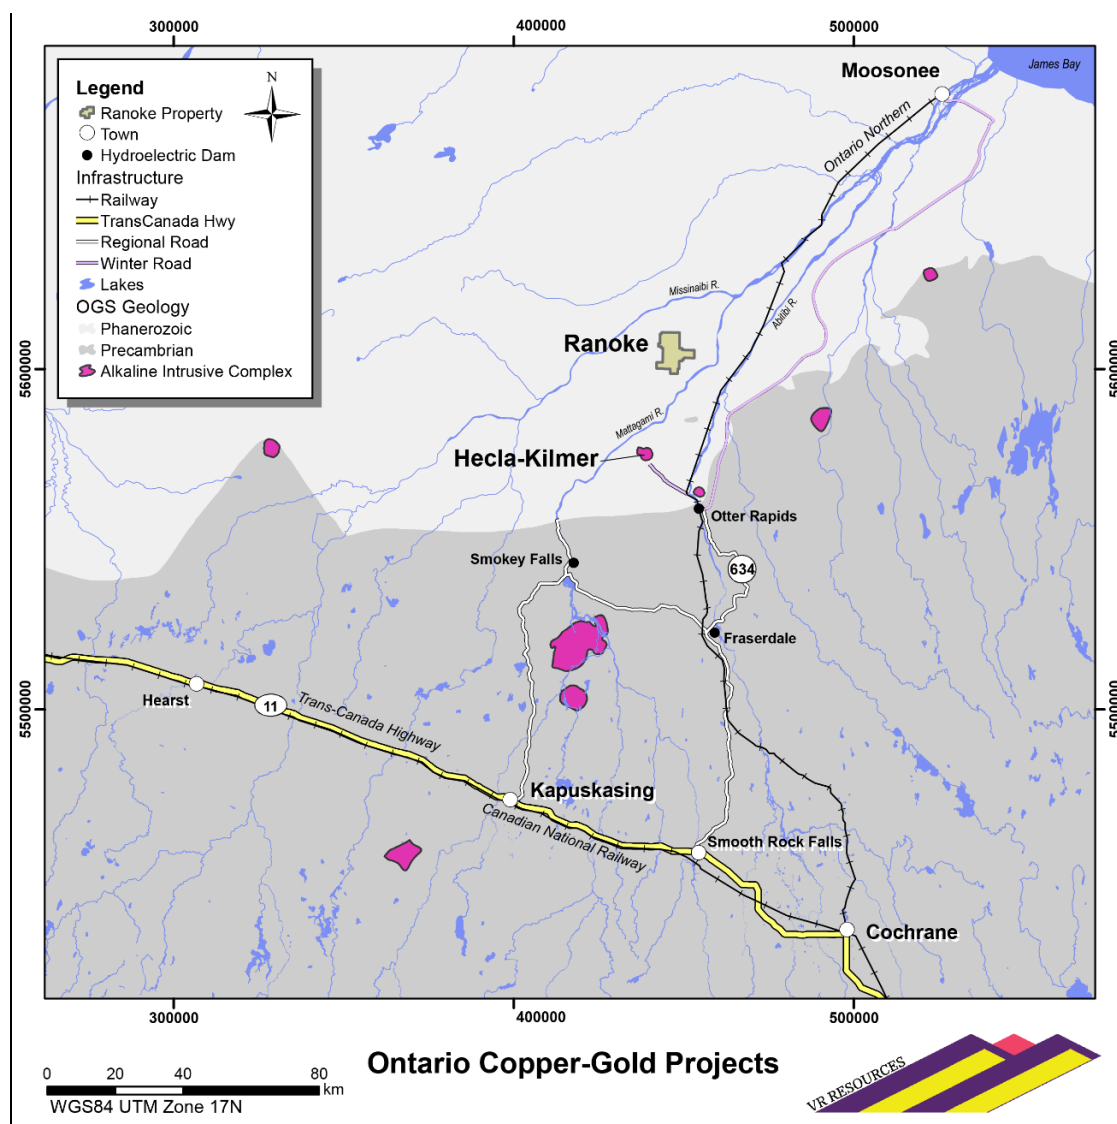 300000
400000
500000
Legend
Ranoke Property
Town
Hydroelectric Dam
Infrastructure
Railway
TransCanada Hwy
Regional Road
Winter Road
Lakes
OGS Geology
Phanerozoic
Precambrian
Alkaline Intrusive Complex
N
James Bay
Moosonee
Ontario Northern
Missinaibi R.
Abitibi R.
Ranoke
5600000
5600000
Mattagami R.
Hecla-Kilmer
Otter Rapids
Smokey Falls
634
Fraserdale
Hearst
11
Trans-Canada Highway
5500000
5500000
Kapuskasing
Canadian National Railway
Smooth Rock Falls
Cochrane
300000
400000
500000
Ontario Copper-Gold Projects
0 20 40 80
km
WGS84 UTM Zone 17N
VR RESOURCES